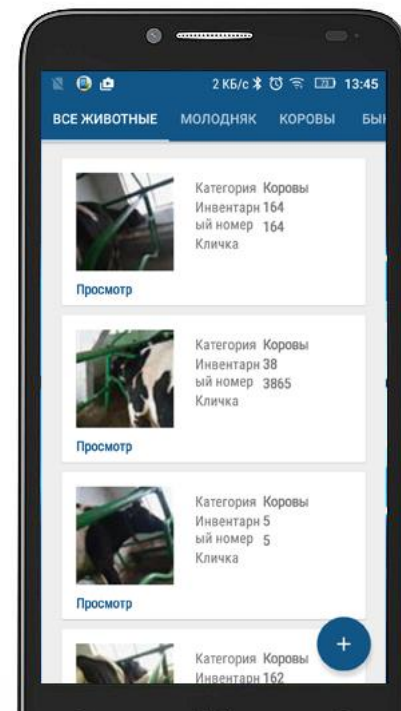 2 КБ/с 73 13:45
ВСЕ ЖИВОТНЫЕ МОЛОДНЯК КОРОВЫ БЫК
Категория Коровы
Инвентарн 164
ый номер 164
Кличка
Просмотр
Категория Коровы
Инвентарн 38
ый номер 3865
Кличка
Просмотр
Категория Коровы
Инвентарн 5
ый номер 5
Кличка
Просмотр
Категория Коровы
Инвентарн 162